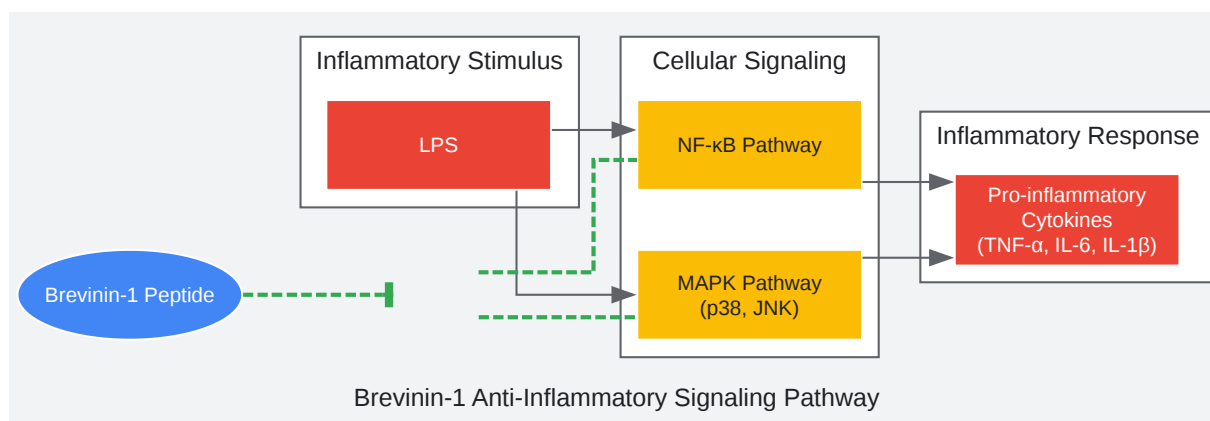 Inflammatory Stimulus
LPS
Cellular Signaling
NF-κB Pathway
MAPK Pathway
(p38, JNK)
Inflammatory Response
Pro-inflammatory
Cytokines
(TNF-α, IL-6, IL-1β)
Brevinin-1 Peptide
Brevinin-1 Anti-Inflammatory Signaling Pathway